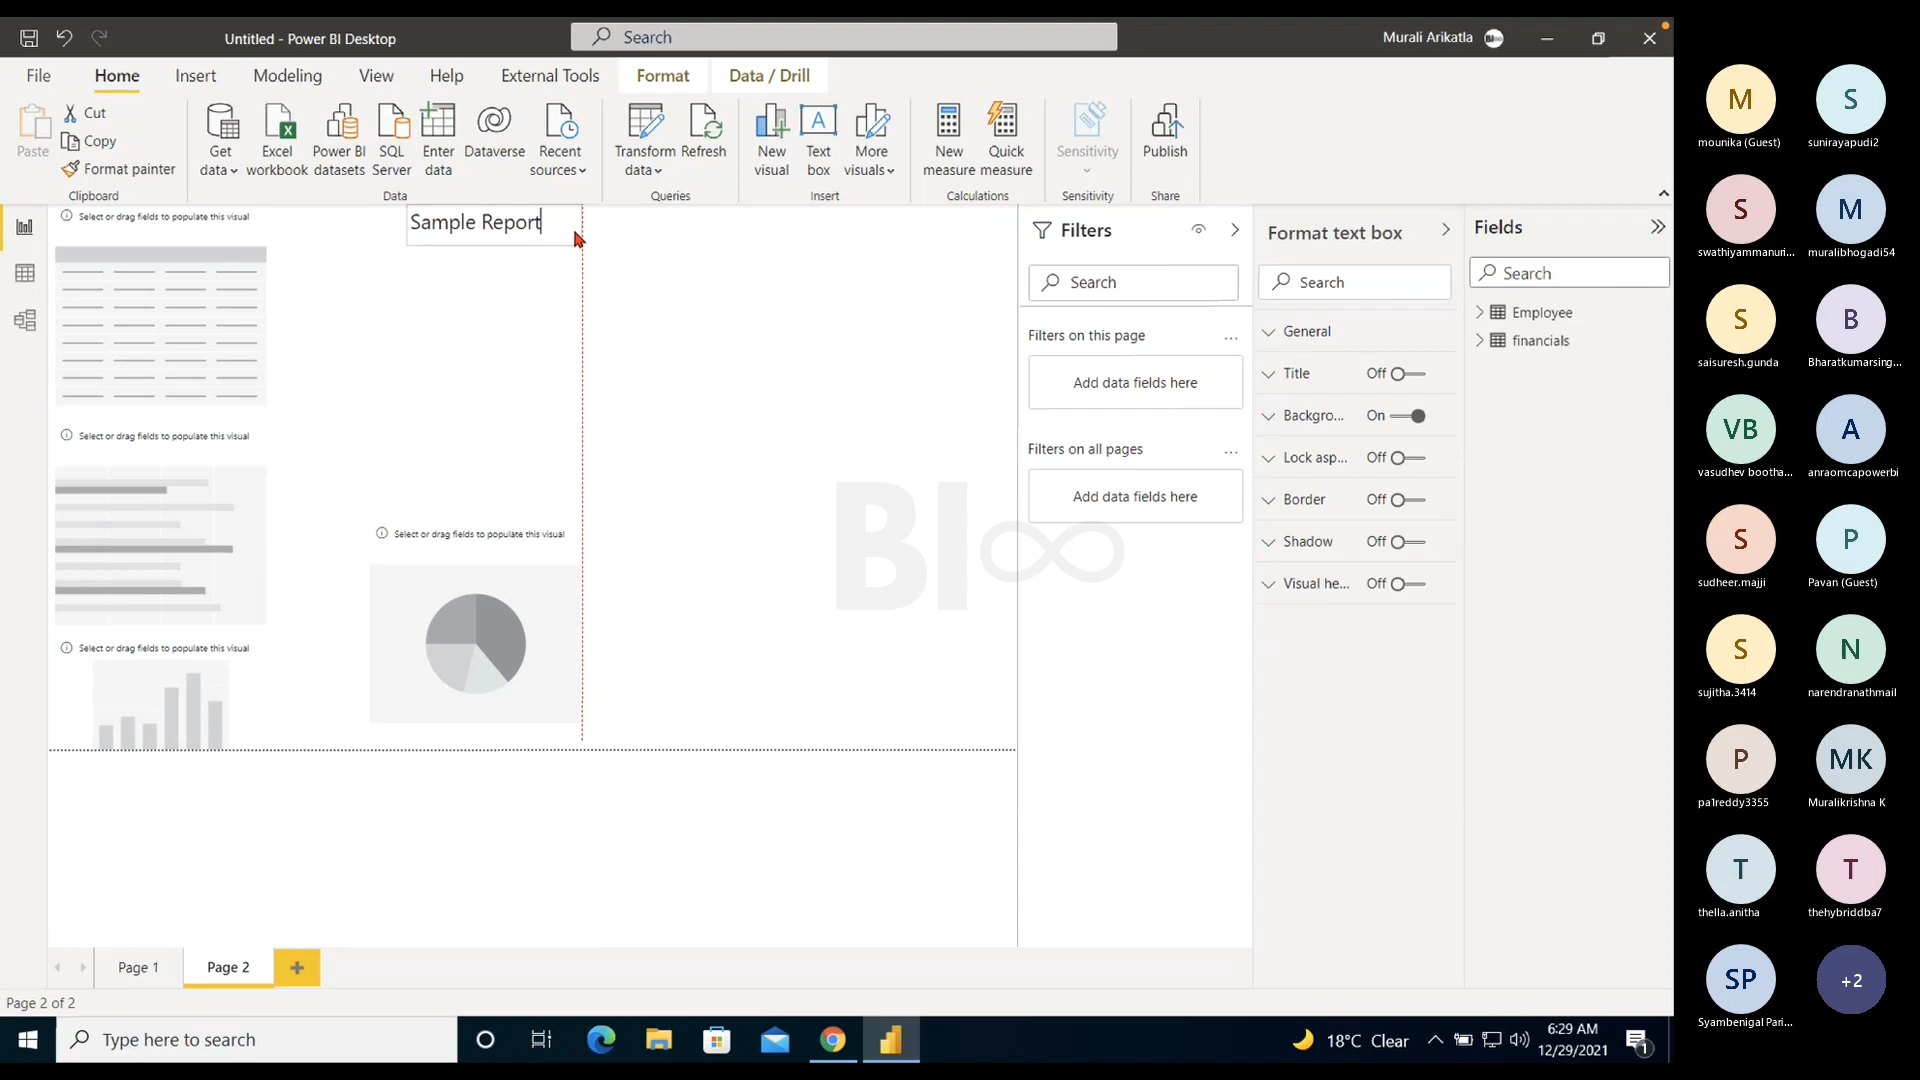 Untitled - Power BI Desktop
Search
Murali Arikatla
BI∞
File
Home
Insert
Modeling
View
Help
External Tools
Format
Data / Drill
Paste
Cut
Copy
Format painter
Clipboard
Get data
Excel workbook
Power BI datasets
SQL Server
Enter data
Dataverse
Recent sources
Data
Transform data
Refresh
Queries
New visual
Text box
More visuals
Insert
New measure
Quick measure
Calculations
Sensitivity
Sensitivity
Publish
Share
Select or drag fields to populate this visual
Sample Report
Select or drag fields to populate this visual
Select or drag fields to populate this visual
Select or drag fields to populate this visual
BI∞
Filters
Search
Filters on this page
...
Add data fields here
Filters on all pages
...
Add data fields here
Format text box
Search
General
Title Off
Backgro... On
Lock asp... Off
Border Off
Shadow Off
Visual he... Off
Fields
Search
Employee
financials
Page 1
Page 2
Page 2 of 2
Type here to search
18°C Clear
6:29 AM
12/29/2021
1
M
mounika (Guest)
S
sunirayapudi2
S
swathiyammanuri...
M
muralibhogadi54
S
saisuresh.gunda
B
Bharatkumarsing...
VB
vasudhev bootha...
A
anraomcapowerbi
S
sudheer.majji
P
Pavan (Guest)
S
sujitha.3414
N
narendranathmail
P
pa1reddy3355
MK
Muralikrishna K
T
thella.anitha
T
thehybriddba7
SP
Syambenigal Pari...
+2